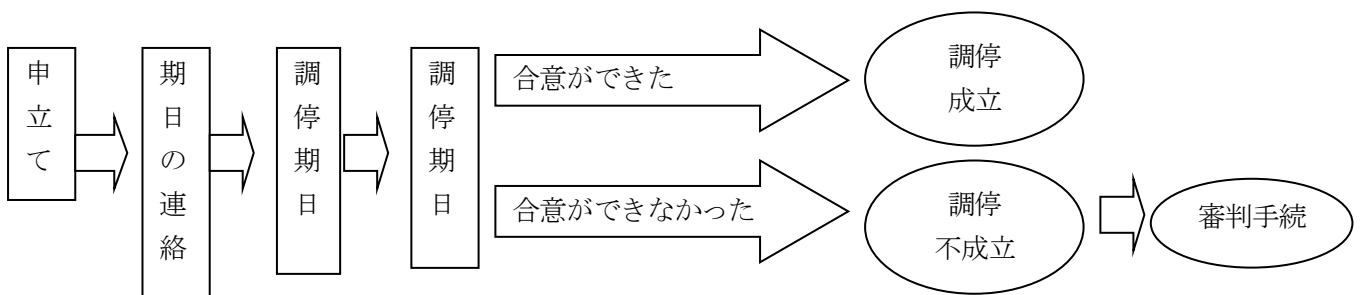 申立て
期日の連絡
調停期日
調停期日
合意ができた
調停
成立
合意ができなかった
調停
不成立
審判手続